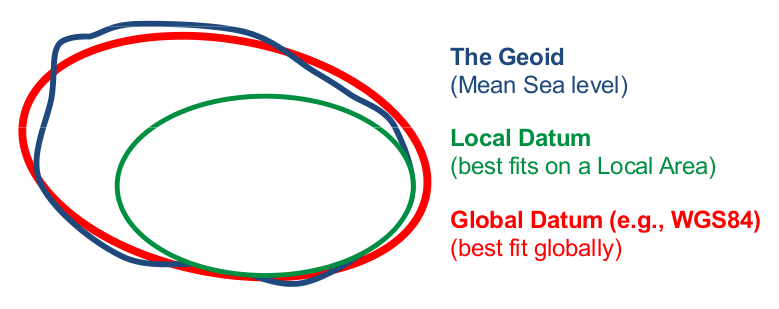 The Geoid
(Mean Sea level)
Local Datum
(best fits on a Local Area)
Global Datum (e.g., WGS84)
(best fit globally)